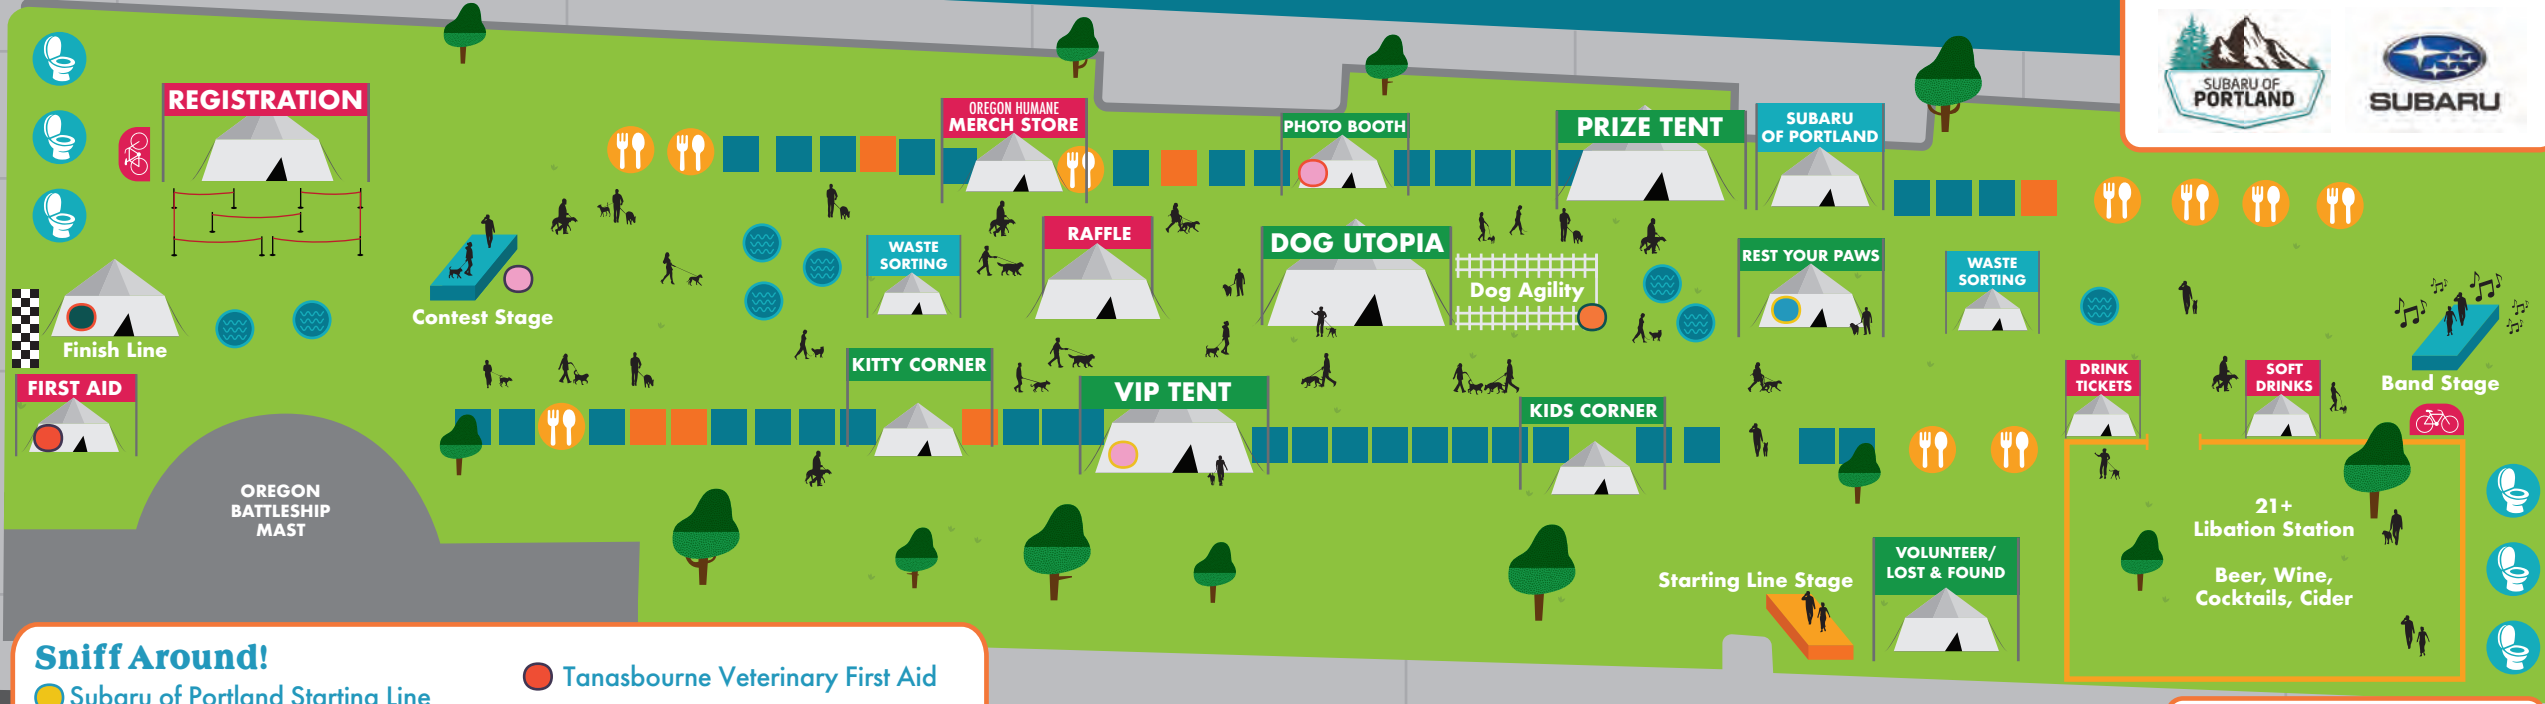 SUBARU OF
PORTLAND
SUBARU
REGISTRATION
OREGON HUMANE
MERCH STORE
PHOTO BOOTH
PRIZE TENT
SUBARU
OF PORTLAND
WASTE
SORTING
RAFFLE
DOG UTOPIA
Dog Agility
REST YOUR PAWS
WASTE
SORTING
Contest Stage
Finish Line
FIRST AID
KITTY CORNER
VIP TENT
KIDS CORNER
DRINK
TICKETS
SOFT
DRINKS
Band Stage
OREGON
BATTLESHIP
MAST
21+
Libation Station
Beer, Wine,
Cocktails, Cider
Starting Line Stage
VOLUNTEER/
LOST & FOUND
Sniff Around!
Subaru of Portland Starting Line
Tanasbourne Veterinary First Aid